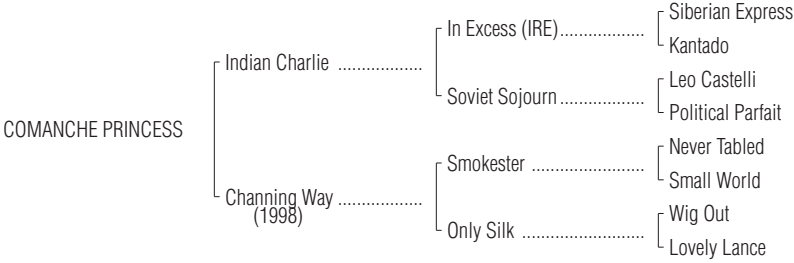 Siberian Express
In Excess (IRE)..................
Kantado
Indian Charlie ..................
Leo Castelli
Soviet Sojourn..................
Political Parfait
COMANCHE PRINCESS
Never Tabled
Smokester ........................
Small World
Channing Way ..................
(1998)
Wig Out
Only Silk ..........................
Lovely Lance